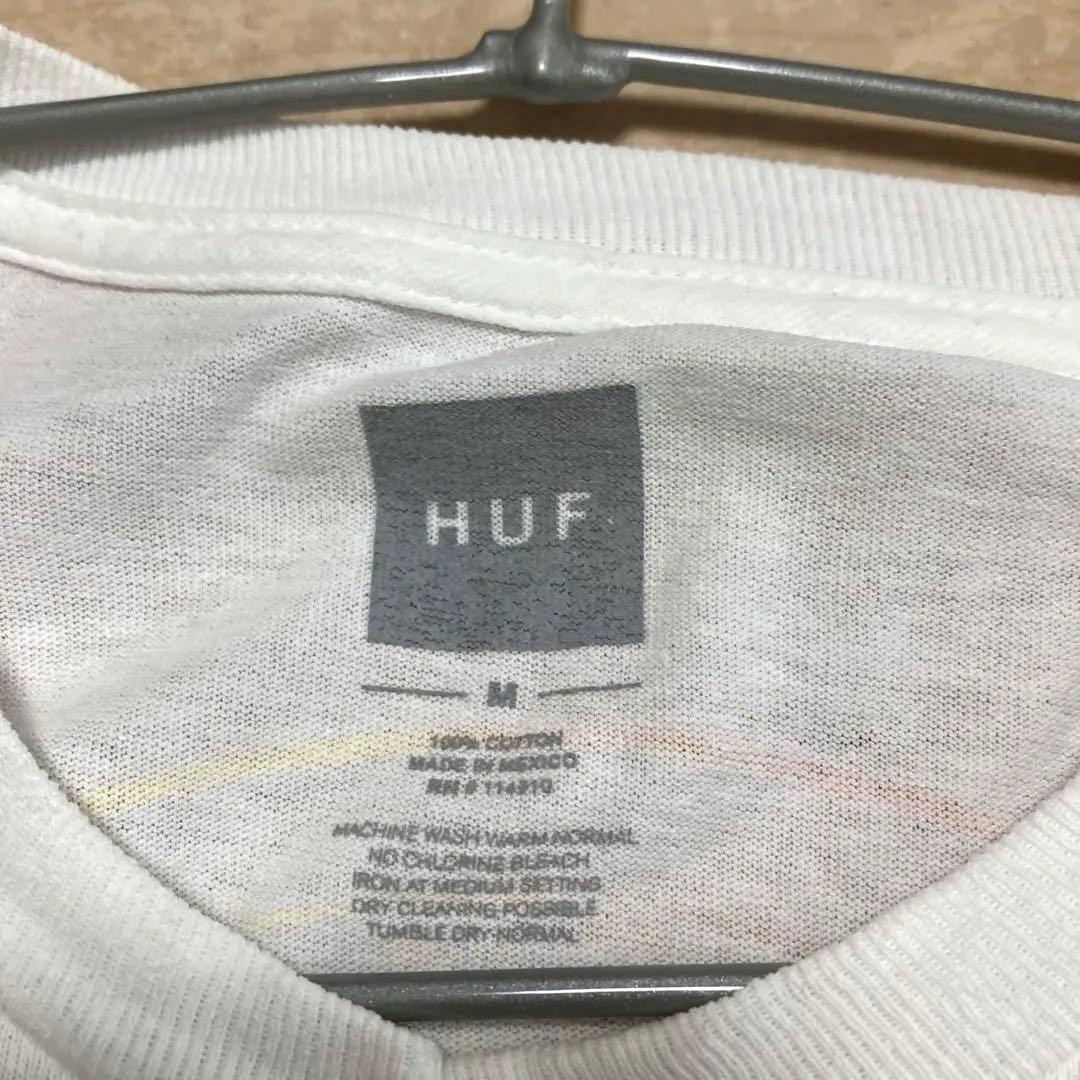 HUF
M
100% COTTON
MADE IN MEXICO
RN # 114910
MACHINE WASH WARM NORMAL
NO CHLORINE BLEACH
IRON AT MEDIUM SETTING
DRY CLEANING POSSIBLE
TUMBLE DRY NORMAL